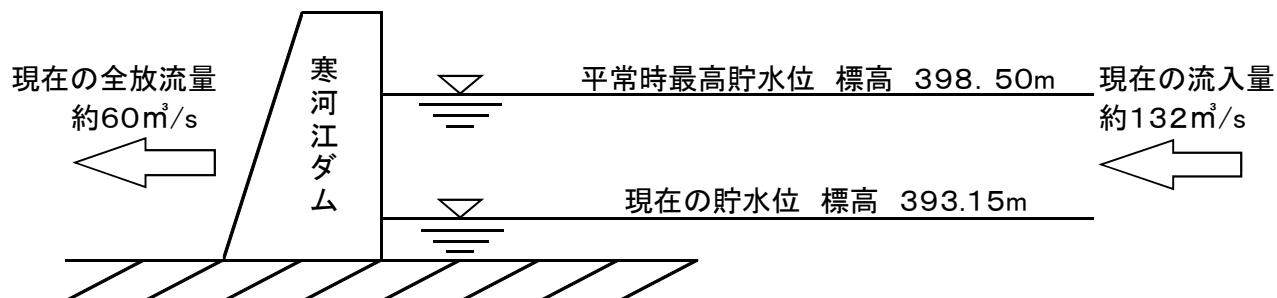 現在の全放流量
約60㎥/s
寒河江ダム
平常時最高貯水位 標高 398.50m
現在の流入量
約132㎥/s
現在の貯水位 標高 393.15m